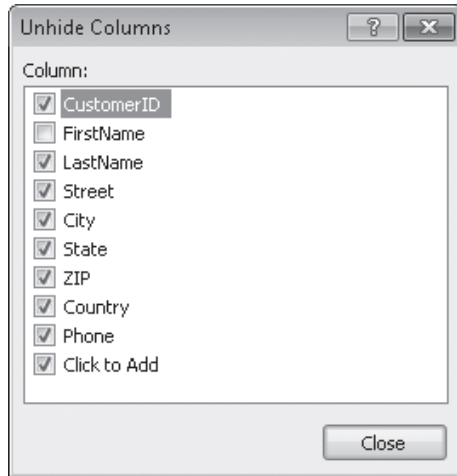 Unhide Columns
Column:
CustomerID
FirstName
LastName
Street
City
State
ZIP
Country
Phone
Click to Add
Close